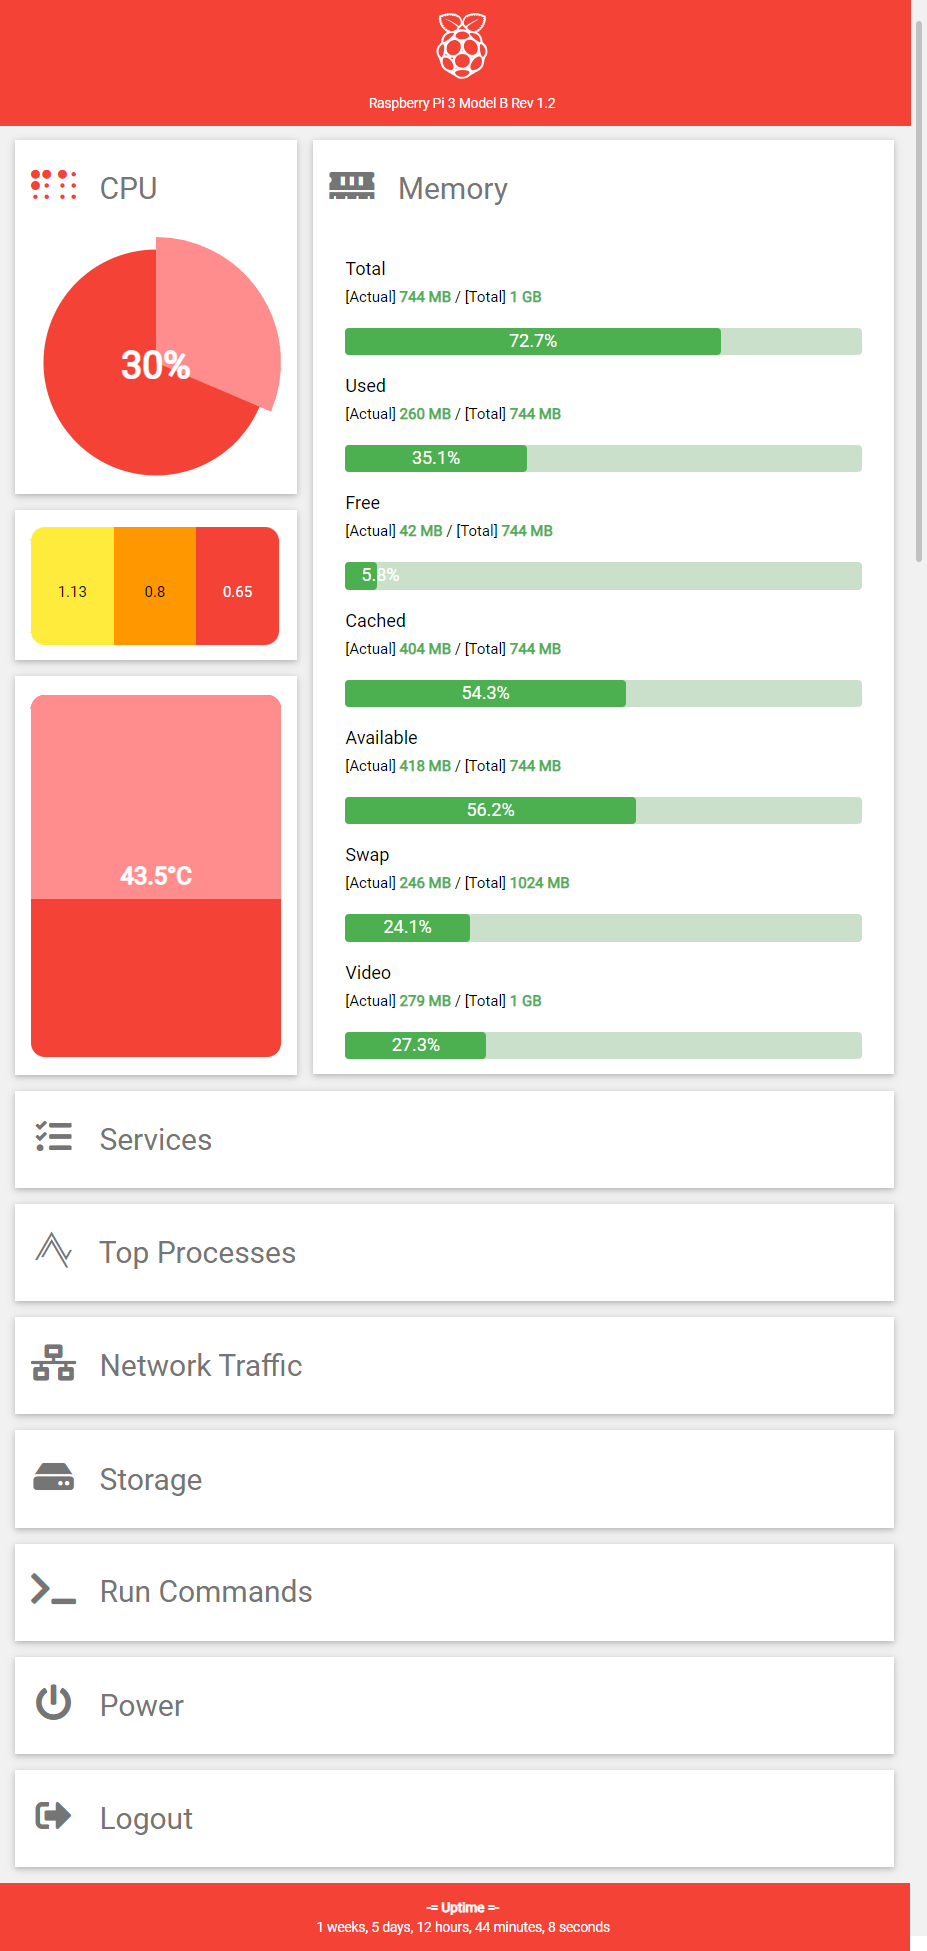 Raspberry Pi 3 Model B Rev 1.2
CPU
30%
1.13 0.8 0.65
43.5°C
Memory
Total
[Actual] 744 MB / [Total] 1 GB
72.7%
Used
[Actual] 260 MB / [Total] 744 MB
35.1%
Free
[Actual] 42 MB / [Total] 744 MB
5.8%
Cached
[Actual] 404 MB / [Total] 744 MB
54.3%
Available
[Actual] 418 MB / [Total] 744 MB
56.2%
Swap
[Actual] 246 MB / [Total] 1024 MB
24.1%
Video
[Actual] 279 MB / [Total] 1 GB
27.3%
Services
Top Processes
Network Traffic
Storage
Run Commands
Power
Logout
-= Uptime =-
1 weeks, 5 days, 12 hours, 44 minutes, 8 seconds